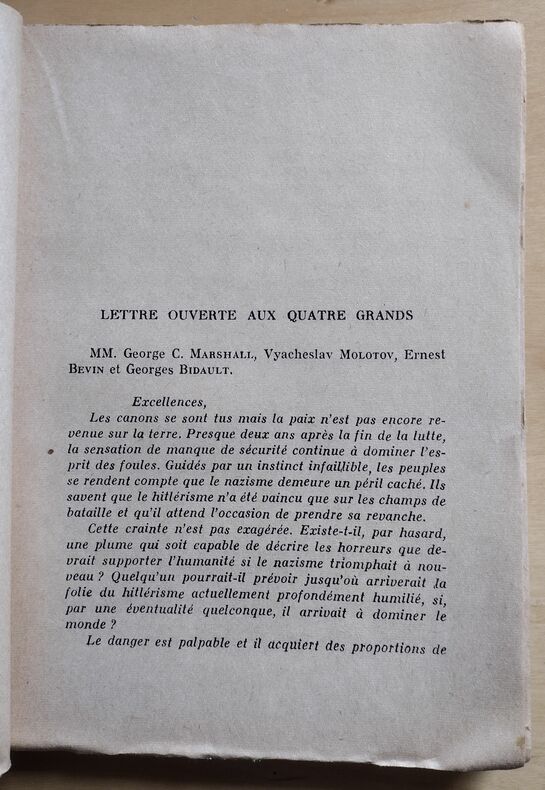 LETTRE OUVERTE AUX QUATRE GRANDS
MM. George C. MARSHALL, Vyacheslav MOLOTOV, Ernest
BEVIN et Georges BIDAULT.
Excellences,
Les canons se sont tus mais la paix n'est pas encore re-
venue sur la terre. Presque deux ans après la fin de la lutte,
la sensation de manque de sécurité continue à dominer l'es-
prit des foules. Guidés par un instinct infaillible, les peuples
se rendent compte que le nazisme demeure un péril caché. Ils
savent que le hitlérisme n'a été vaincu que sur les champs de
bataille et qu'il attend l'occasion de prendre sa revanche.
Cette crainte n'est pas exagérée. Existe-t-il, par hasard,
une plume qui soit capable de décrire les horreurs que de-
vrait supporter l'humanité si le nazisme triomphait à nou-
veau ? Quelqu'un pourrait-il prévoir jusqu'où arriverait la
folie du hitlérisme actuellement profondément humilié, si,
par une éventualité quelconque, il arrivait à dominer le
monde ?
Le danger est palpable et il acquiert des proportions de